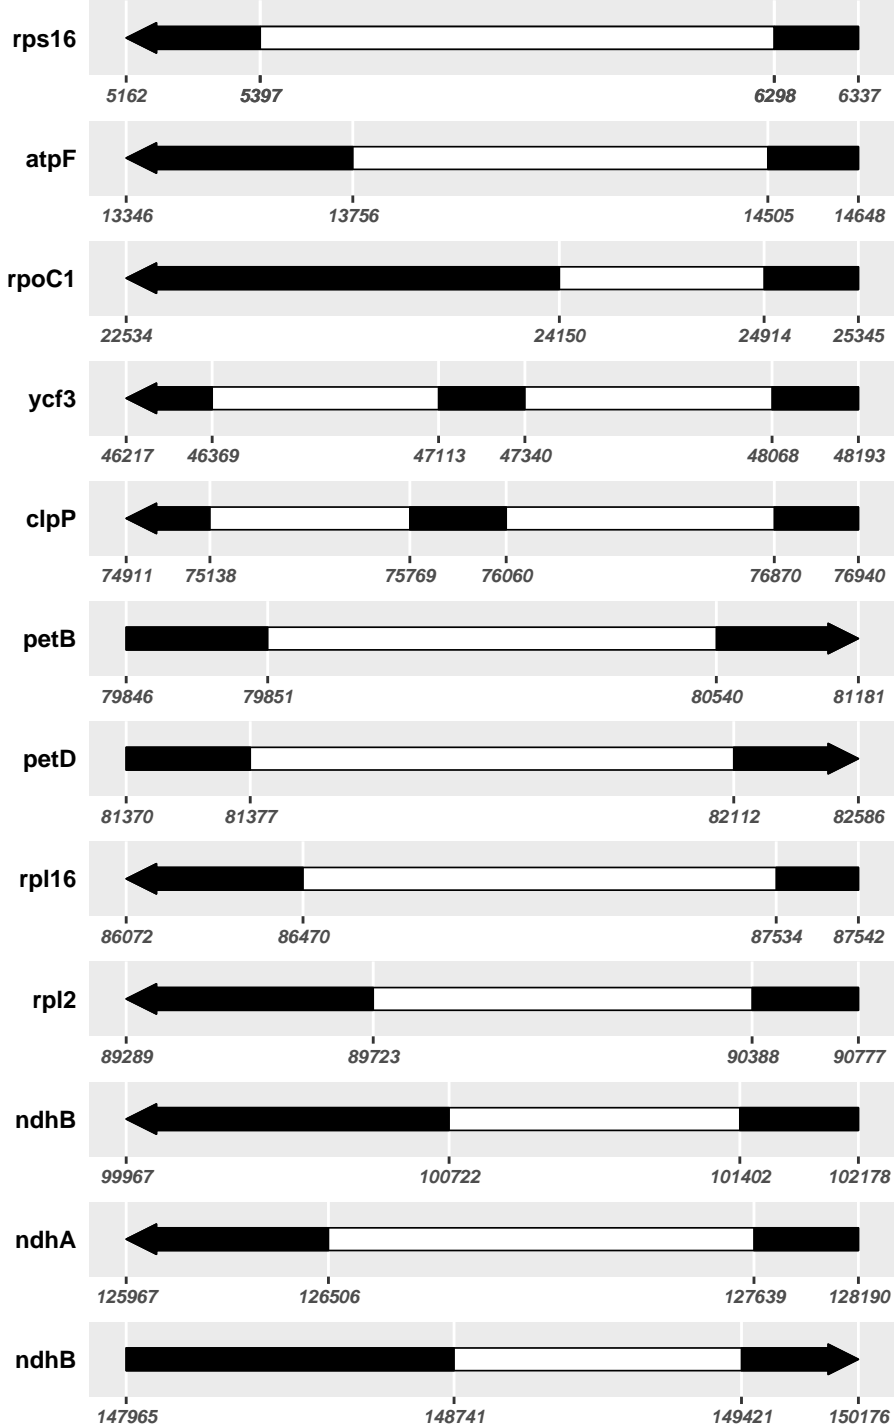 rps16
5162 5397 6298 6337
atpF
13346 13756 14505 14648
rpoC1
22534 24150 24914 25345
ycf3
46217 46369 47113 47340 48068 48193
clpP
74911 75138 75769 76060 76870 76940
petB
79846 79851 80540 81181
petD
81370 81377 82112 82586
rpl16
86072 86470 87534 87542
rpl2
89289 89723 90388 90777
ndhB
99967 100722 101402 102178
ndhA
125967 126506 127639 128190
ndhB
147965 148741 149421 150176